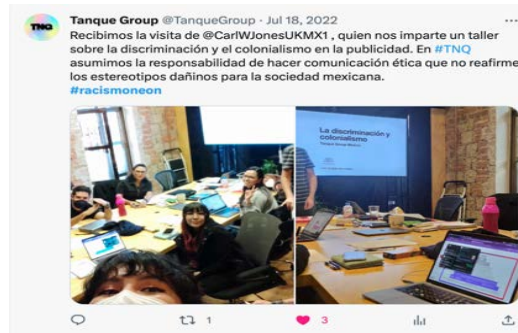 TNQ
Tanque Group @TanqueGroup · Jul 18, 2022
Recibimos la visita de @CarlWJonesUKMX1 , quien nos imparte un taller
sobre la discriminación y el colonialismo en la publicidad. En #TNQ
asumimos la responsabilidad de hacer comunicación ética que no reafirme
los estereotipos dañinos para la sociedad mexicana.
#racismoneon
La discriminación y
colonialismo
1
3